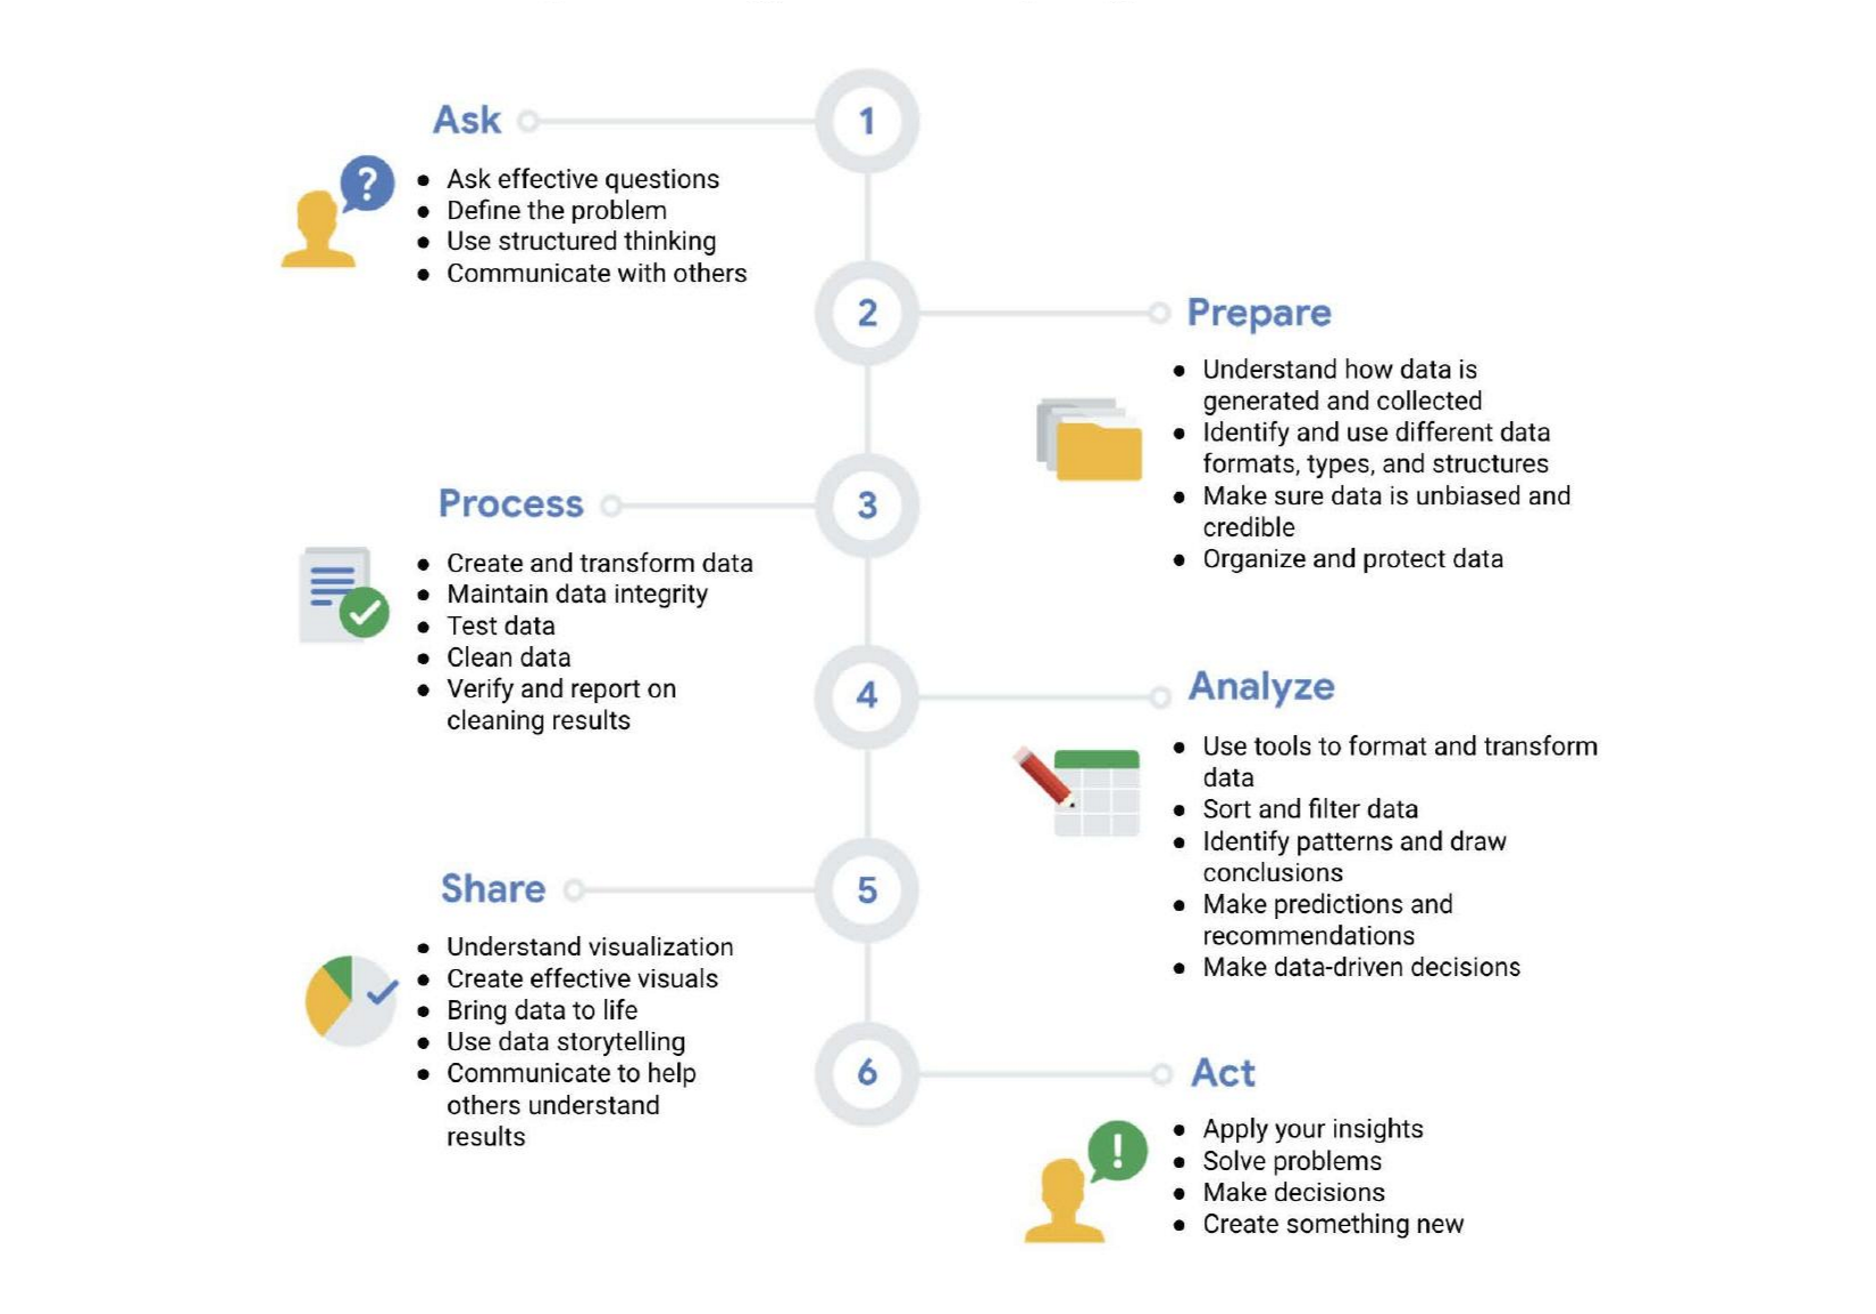 Ask
1
? 
● Ask effective questions
● Define the problem
● Use structured thinking
● Communicate with others
2
Prepare
● Understand how data is
generated and collected
● Identify and use different data
formats, types, and structures
● Make sure data is unbiased and
credible
● Organize and protect data
Process
3
● Create and transform data
● Maintain data integrity
● Test data
● Clean data
● Verify and report on
cleaning results
4
Analyze
● Use tools to format and transform
data
● Sort and filter data
● Identify patterns and draw
conclusions
● Make predictions and
recommendations
● Make data-driven decisions
Share
5
● Understand visualization
● Create effective visuals
● Bring data to life
● Use data storytelling
● Communicate to help
others understand
results
6
Act
!
● Apply your insights
● Solve problems
● Make decisions
● Create something new